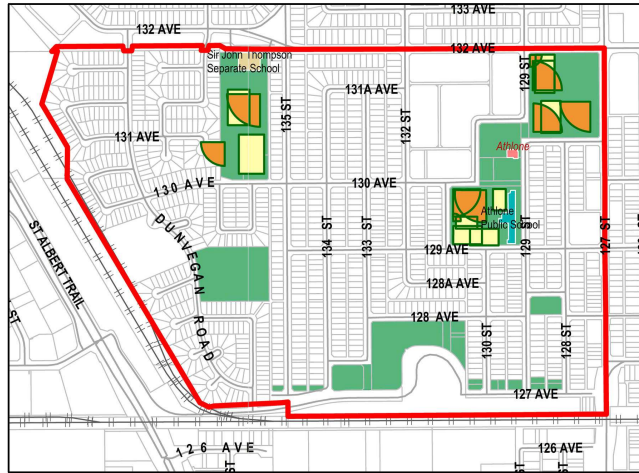 133 AVE
132 AVE
132 AVE
Sir John Thompson
Separate School
129 ST
131A AVE
135 ST
132 ST
131 AVE
Athlone
130 AVE
130 AVE
DUNVEGAN ROAD
Athlone
Public School
134 ST
133 ST
129 ST
127 ST
129 AVE
ST ALBERT TRAIL
128A AVE
ST
128 AVE
130 ST
128 ST
127 AVE
126 AVE
126 AVE
ST
ST